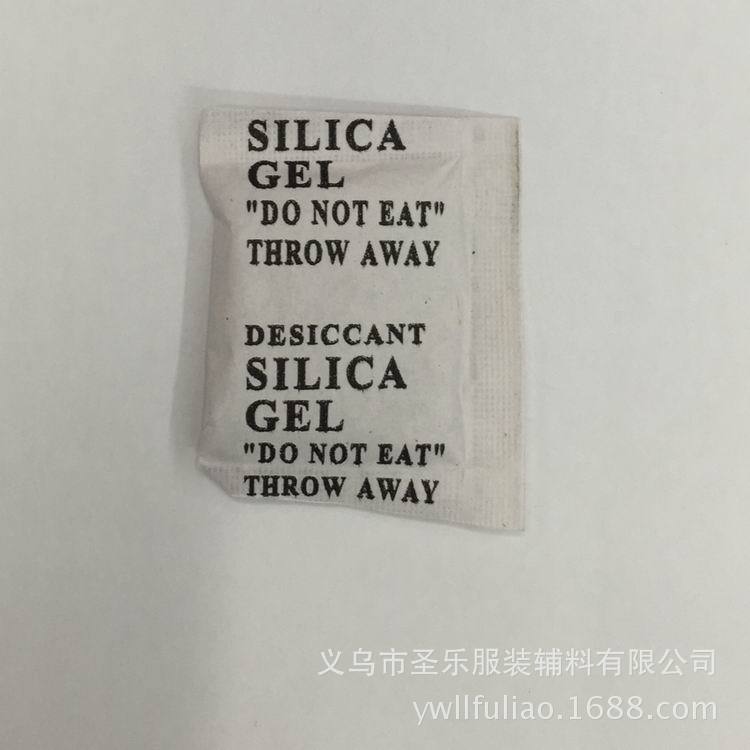 SILICA
GEL
"DO NOT EAT"
THROW AWAY
DESICCANT
SILICA
GEL
"DO NOT EAT"
THROW AWAY
义乌市圣乐服装辅料有限公司
ywllfuliao.1688.com